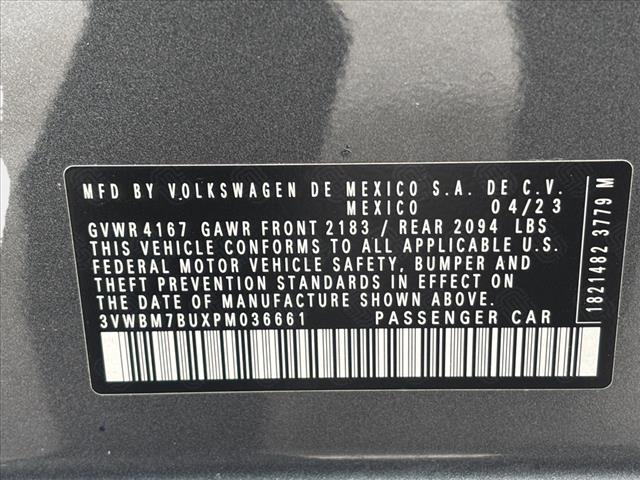 MFD BY VOLKSWAGEN DE MEXICO S.A. DE C.V.
MEXICO 04/23
GVWR 4167 GAWR FRONT 2183 / REAR 2094 LBS
THIS VEHICLE CONFORMS TO ALL APPLICABLE U.S.
FEDERAL MOTOR VEHICLE SAFETY, BUMPER AND
THEFT PREVENTION STANDARDS IN EFFECT ON
THE DATE OF MANUFACTURE SHOWN ABOVE.
3VWBM7BUXPM036661 PASSENGER CAR
1821482 3779 M